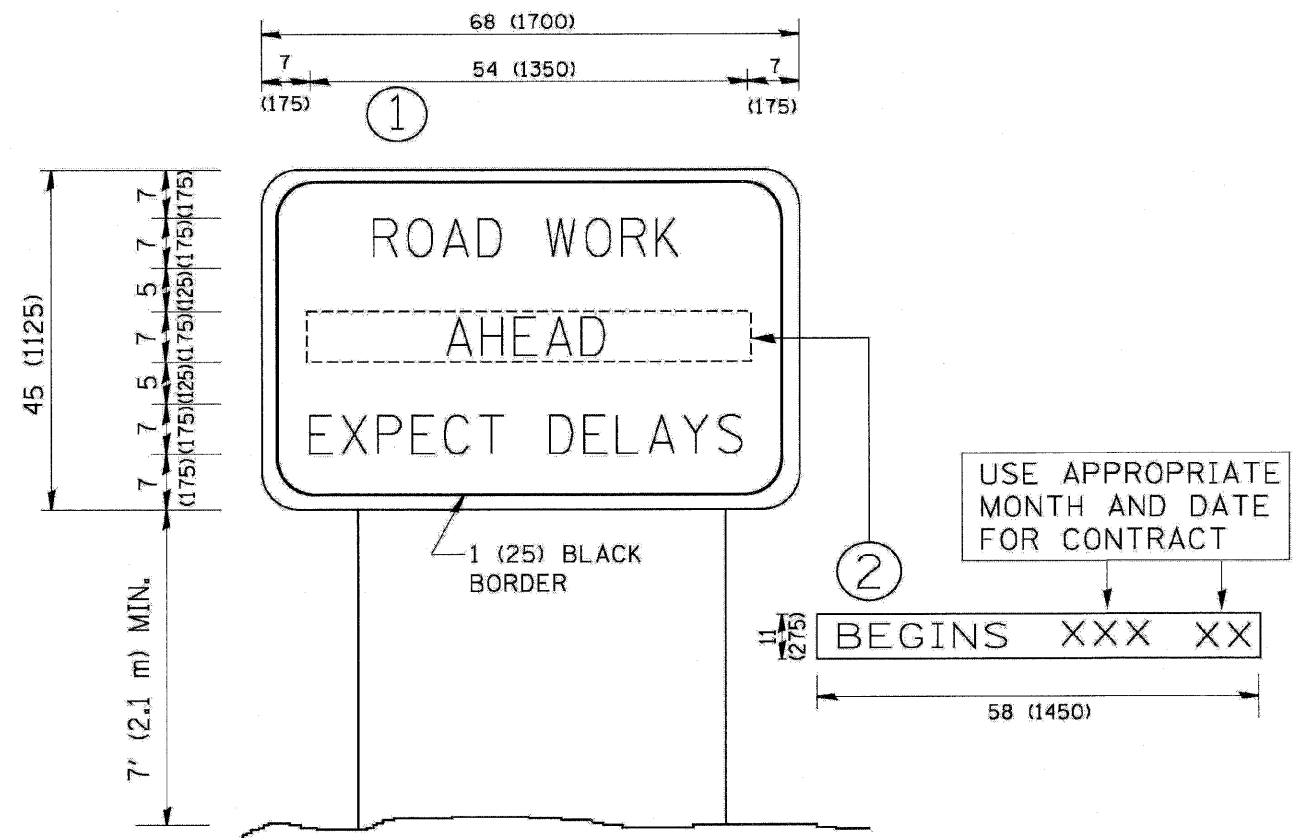 68 (1700)
7
54 (1350)
7
(175)
(175)
1
45 (1125)
7 (175)
7 (175)
5 (125)
7 (175)
5 (125)
7 (175)
7 (175)
ROAD WORK
AHEAD
EXPECT DELAYS
1 (25) BLACK
BORDER
7' (2.1 m) MIN.
2
USE APPROPRIATE
MONTH AND DATE
FOR CONTRACT
11
(275)
BEGINS XXX XX
58 (1450)